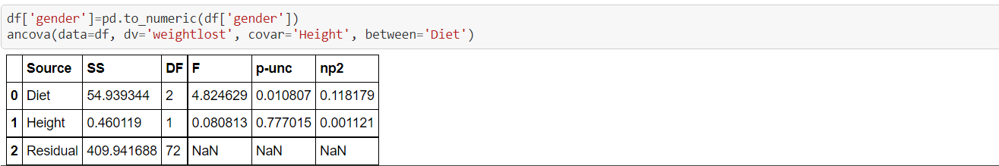 df['gender']=pd.to_numeric(df['gender'])
ancova(data=df, dv='weightlost', covar='Height', between='Diet')
Source SS DF F p-unc np2
0 Diet 54.939344 2 4.824629 0.010807 0.118179
1 Height 0.460119 1 0.080813 0.777015 0.001121
2 Residual 409.941688 72 NaN NaN NaN